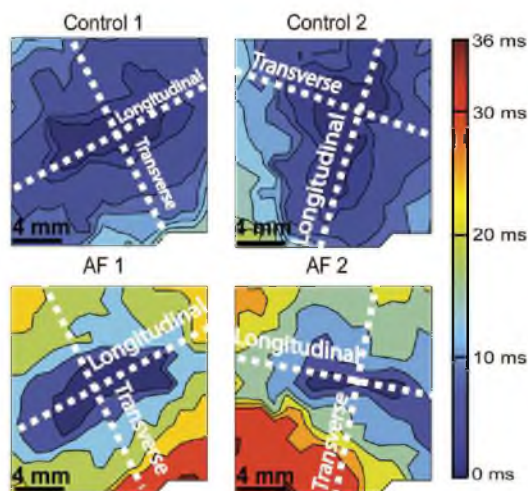 Control 1
Control 2
Longitudinal
Transverse
4 mm
Transverse
Longitudinal
4 mm
36 ms
30 ms
20 ms
10 ms
0 ms
AF 1
AF 2
Longitudinal
Transverse
4 mm
Longitudinal
Transverse
4 mm